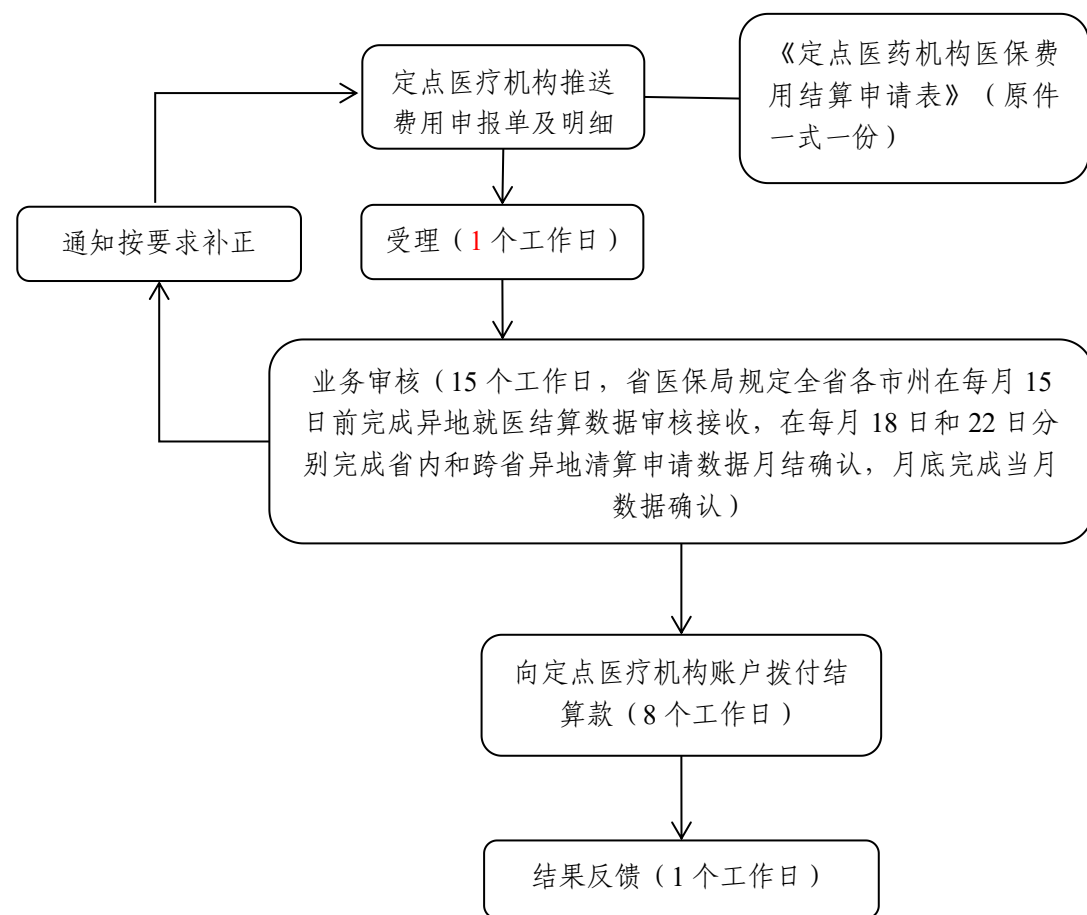 定点医疗机构推送
费用申报单及明细
《定点医药机构医保费
用结算申请表》（原件
一式一份）
通知按要求补正
受理（1 个工作日）
业务审核（15 个工作日，省医保局规定全省各市州在每月 15
日前完成异地就医结算数据审核接收，在每月 18 日和 22 日分
别完成省内和跨省异地清算申请数据月结确认，月底完成当月
数据确认）
向定点医疗机构账户拨付结
算款（8 个工作日）
结果反馈（1 个工作日）